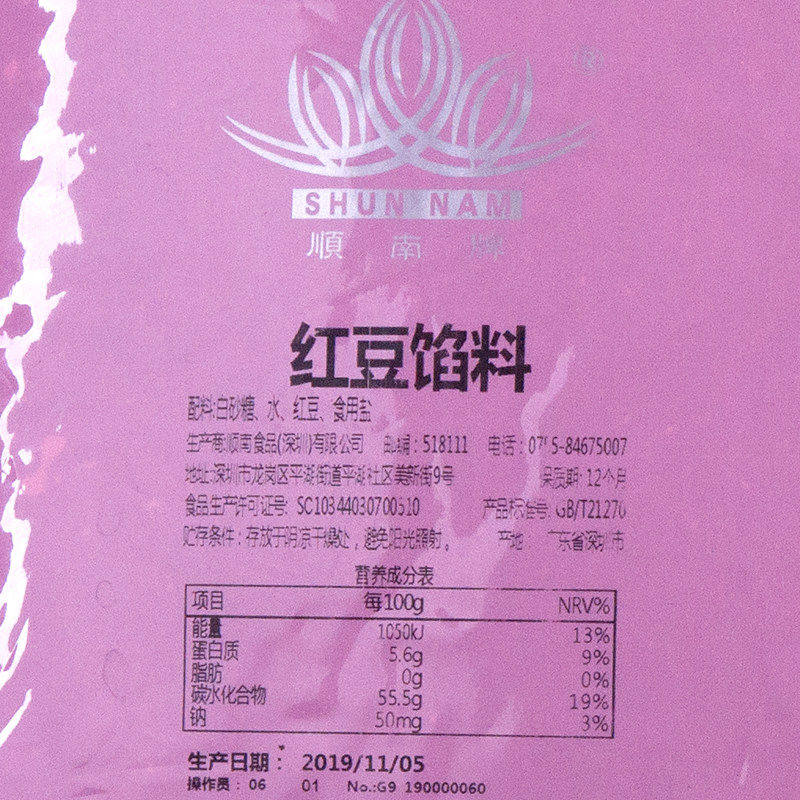 ®
SHUN NAM
順南牌
红豆馅料
配料:白砂糖、水、红豆、食用盐
生产商:顺南食品(深圳)有限公司 邮编:518111 电话:07 5-84675007
地址:深圳市龙岗区平湖街道平湖社区美新街9号 保质期:12个月
食品生产许可证号: SC10344030700510 产品标准号:GB/T21270
贮存条件:存放于阴凉干燥处,避免阳光照射。 产地: 广东省深圳市
营养成分表
项目 每100g NRV%
能量 1050kJ 13%
蛋白质 5.6g 9%
脂肪 0g 0%
碳水化合物 55.5g 19%
钠 50mg 3%
生产日期: 2019/11/05
操作员: 06 01 No.:G9 190000060